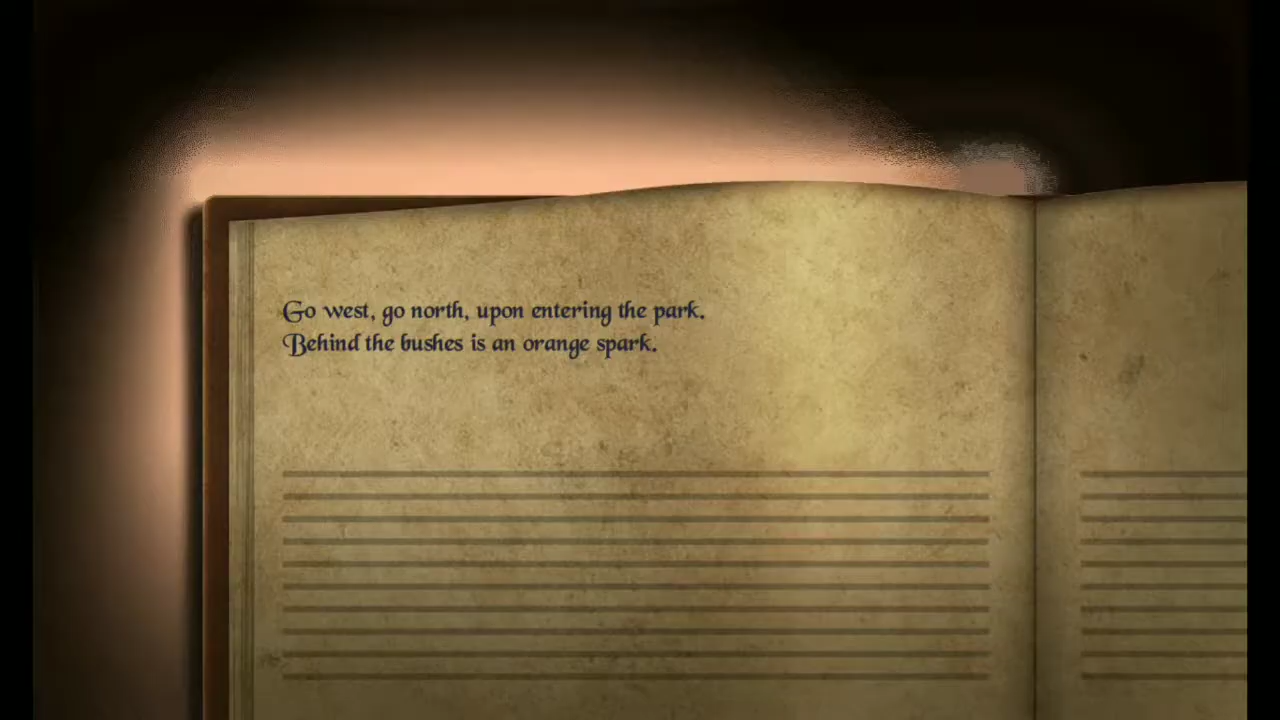 Go west, go north, upon entering the park.
Behind the bushes is an orange spark.